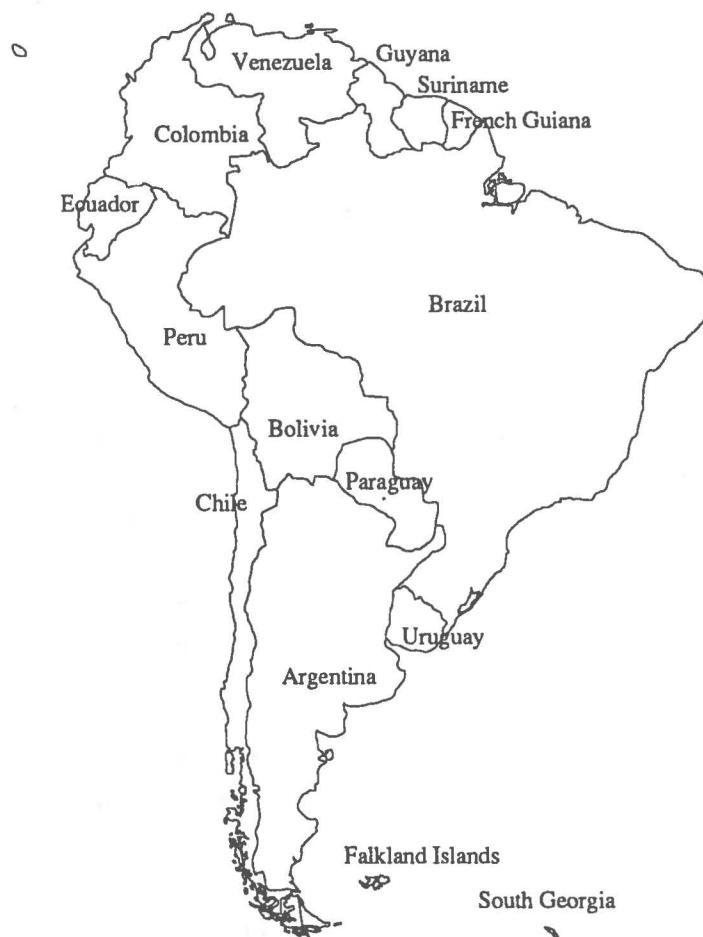 Venezuela
Guyana
Suriname
French Guiana
Colombia
Ecuador
Brazil
Peru
Bolivia
Paraguay
Chile
Uruguay
Argentina
Falkland Islands
South Georgia